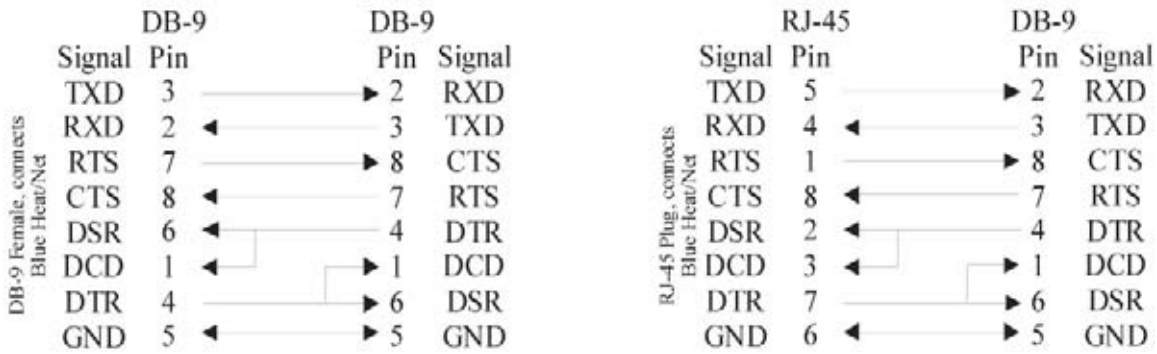 DB-9 DB-9
Signal Pin Pin Signal
TXD 3 2 RXD
RXD 2 3 TXD
RTS 7 8 CTS
CTS 8 7 RTS
DSR 6 4 DTR
DCD 1 1 DCD
DTR 4 6 DSR
GND 5 5 GND
DB-9 Female, connects
Blue Heat/Net
RJ-45 DB-9
Signal Pin Pin Signal
TXD 5 2 RXD
RXD 4 3 TXD
RTS 1 8 CTS
CTS 8 7 RTS
DSR 2 4 DTR
DCD 3 1 DCD
DTR 7 6 DSR
GND 6 5 GND
RJ-45 Plug, connects
Blue Heat/Net